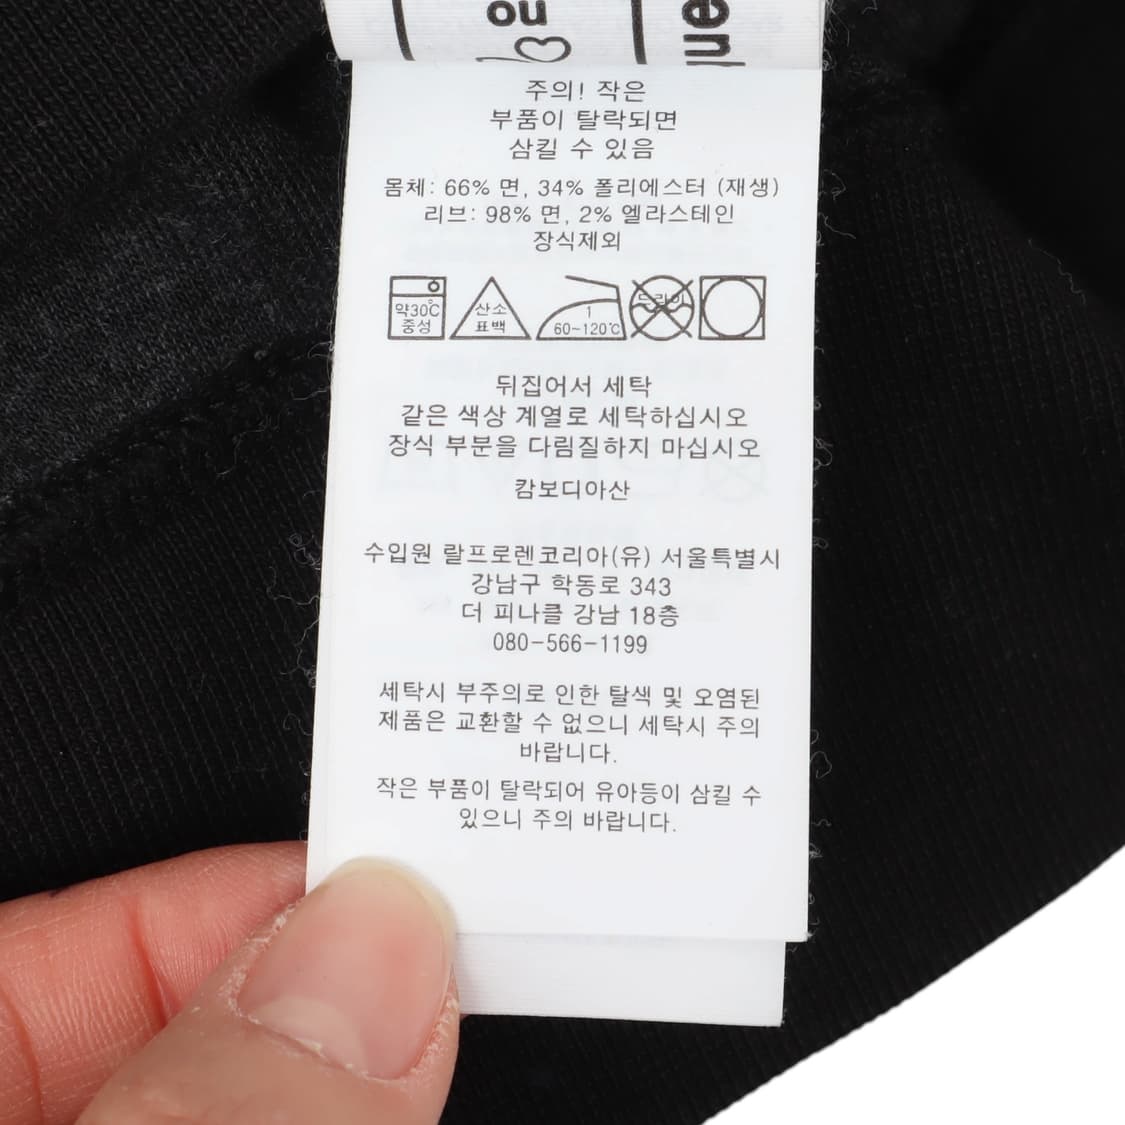 ou
주의! 작은
부품이 탈락되면
삼킬 수 있음
몸체: 66% 면, 34% 폴리에스터 (재생)
리브: 98% 면, 2% 엘라스테인
장식제외
약30℃
중성
산소
표백
1
60~120℃
드라이
뒤집어서 세탁
같은 색상 계열로 세탁하십시오
장식 부분을 다림질하지 마십시오
캄보디아산
수입원 랄프로렌코리아(유) 서울특별시
강남구 학동로 343
더 피나클 강남 18층
080-566-1199
세탁시 부주의로 인한 탈색 및 오염된
제품은 교환할 수 없으니 세탁시 주의
바랍니다.
작은 부품이 탈락되어 유아등이 삼킬 수
있으니 주의 바랍니다.